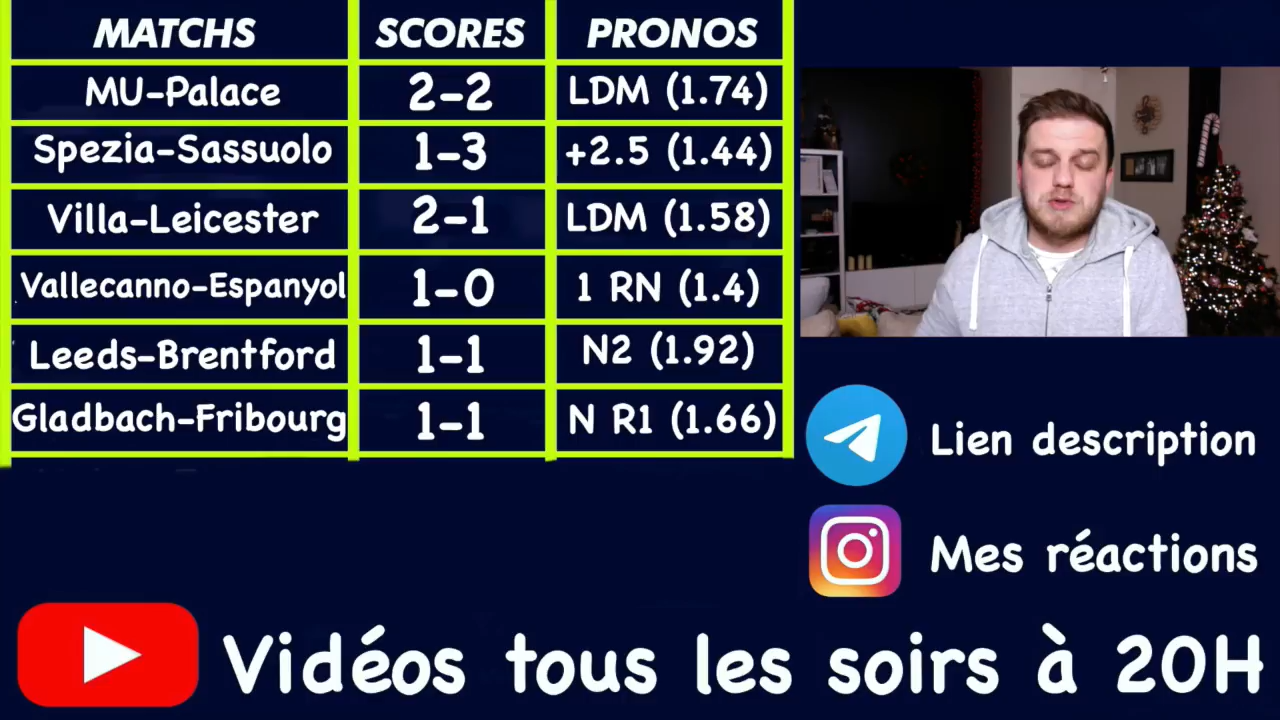 MATCHS SCORES PRONOS
MU-Palace 2-2 LDM (1.74)
Spezia-Sassuolo 1-3 +2.5 (1.44)
Villa-Leicester 2-1 LDM (1.58)
Vallecanno-Espanyol 1-0 1 RN (1.4)
Leeds-Brentford 1-1 N2 (1.92)
Gladbach-Fribourg 1-1 N R1 (1.66)
Lien description
Mes réactions
Vidéos tous les soirs à 20H